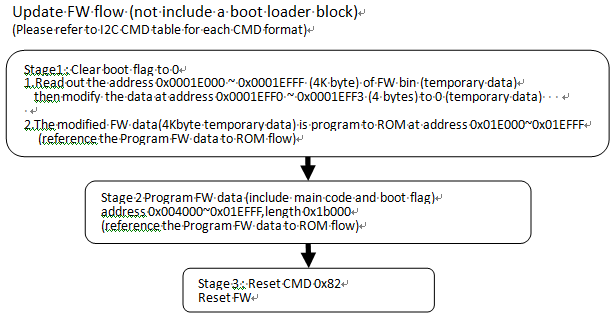 Update FW flow (not include a boot loader block)
(Please refer to I2C CMD table for each CMD format)
Stage1 : Clear boot flag to 0
1.Read out the address 0x0001E000 ~ 0x0001EFFF (4K byte) of FW bin (temporary data)
then modify the data at address 0x0001EFF0 ~ 0x0001EFF3 (4 bytes) to 0 (temporary data)
2.The modified FW data(4Kbyte temporary data) is program to ROM at address 0x01E000~0x01EFFF
(reference the Program FW data to ROM flow)
Stage 2 Program FW data (include main code and boot flag)
address 0x004000~0x01EFFF,length 0x1b000
(reference the Program FW data to ROM flow)
Stage 3 : Reset CMD 0x82
Reset FW